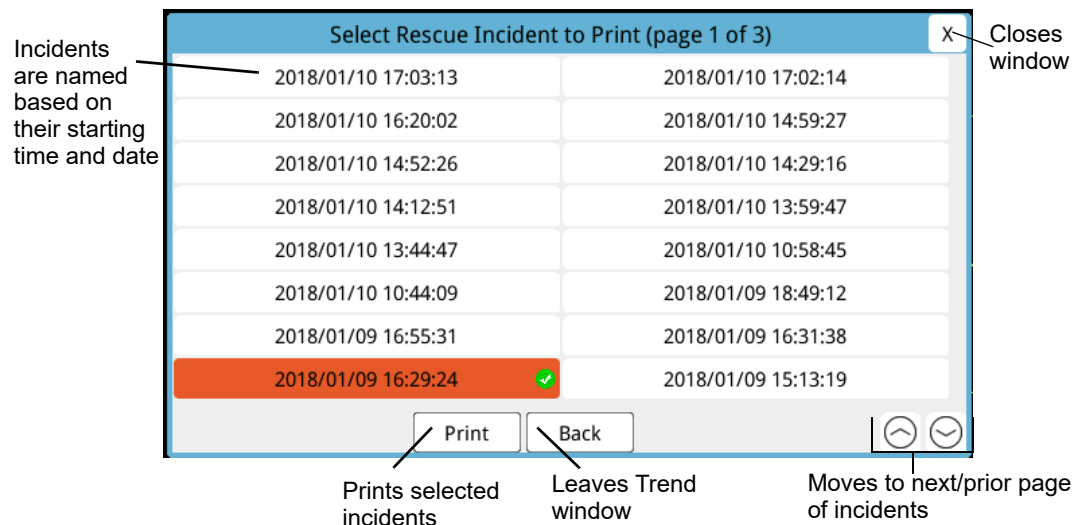 Incidents
are named
based on
their starting
time and date
Select Rescue Incident to Print (page 1 of 3)
X
Closes
window
2018/01/10 17:03:13 2018/01/10 17:02:14
2018/01/10 16:20:02 2018/01/10 14:59:27
2018/01/10 14:52:26 2018/01/10 14:29:16
2018/01/10 14:12:51 2018/01/10 13:59:47
2018/01/10 13:44:47 2018/01/10 10:58:45
2018/01/10 10:44:09 2018/01/09 18:49:12
2018/01/09 16:55:31 2018/01/09 16:31:38
2018/01/09 16:29:24 2018/01/09 15:13:19
Print Back
Prints selected
incidents
Leaves Trend
window
Moves to next/prior page
of incidents